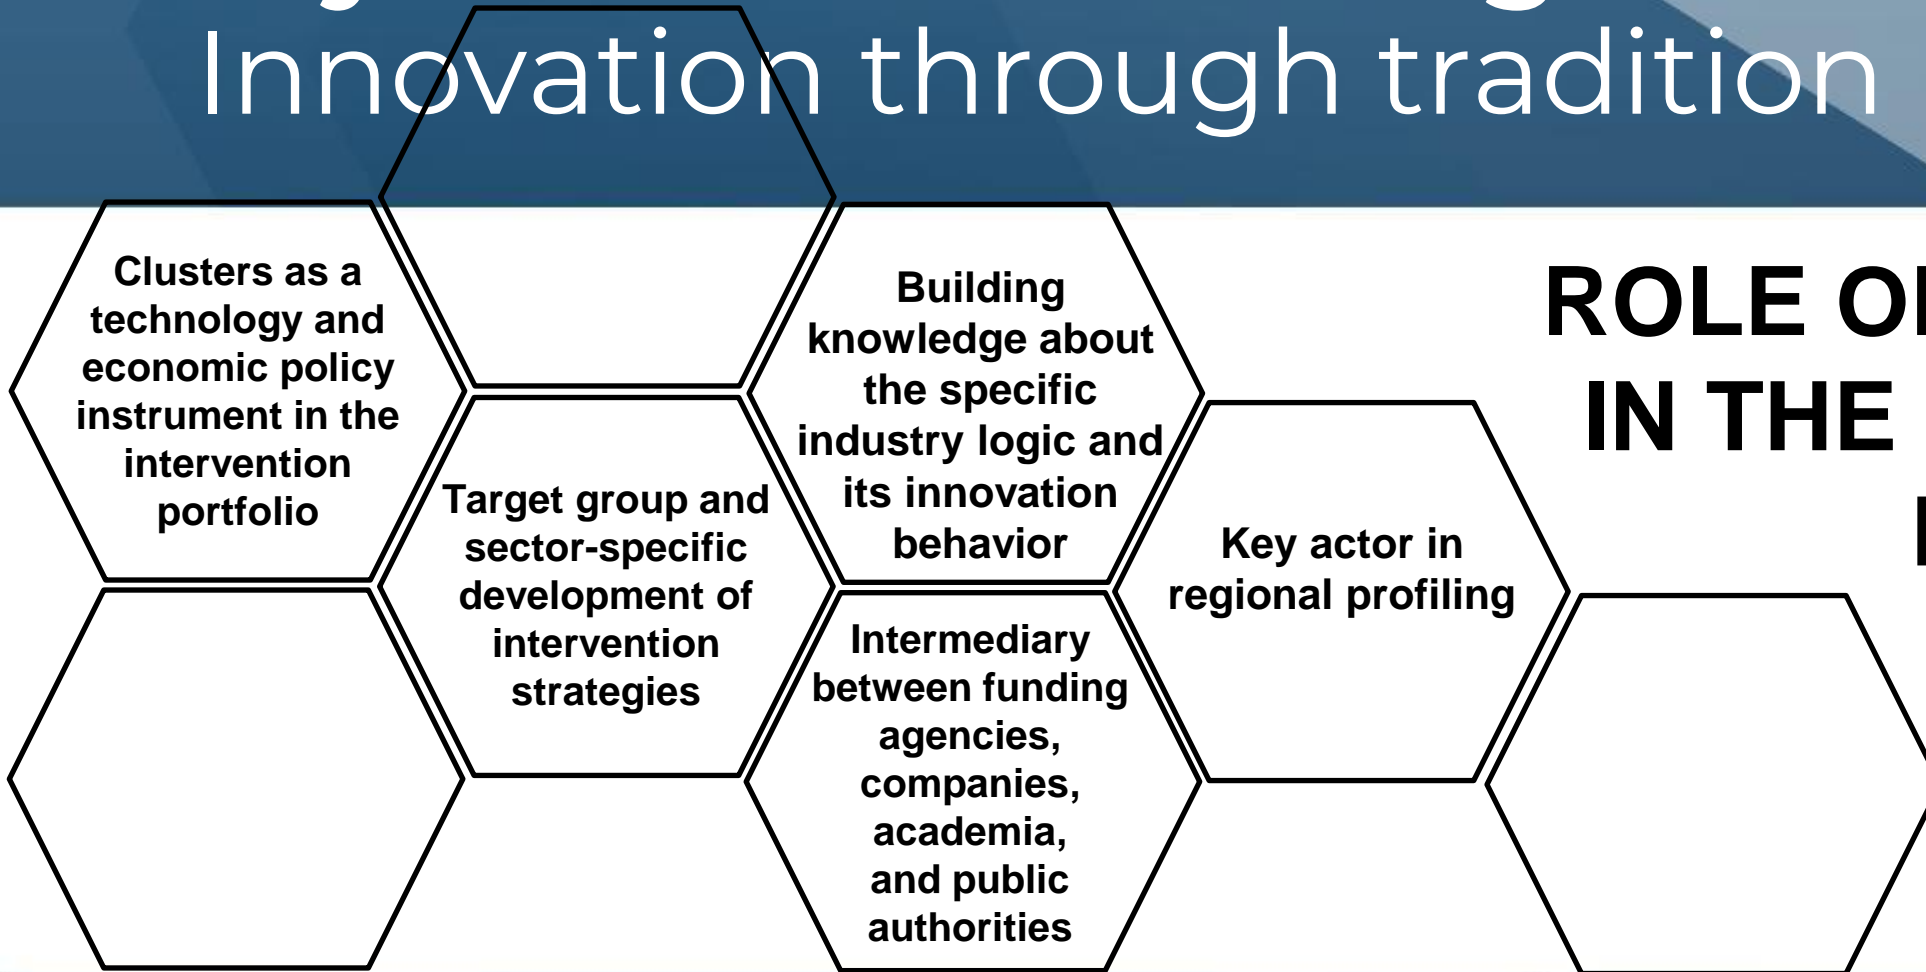 Innovation through tradition
Clusters as a
technology and
economic policy
instrument in the
intervention
portfolio
Target group and
sector-specific
development of
intervention
strategies
Building
knowledge about
the specific
industry logic and
its innovation
behavior
Intermediary
between funding
agencies,
companies,
academia,
and public
authorities
Key actor in
regional profiling
ROLE
IN THE